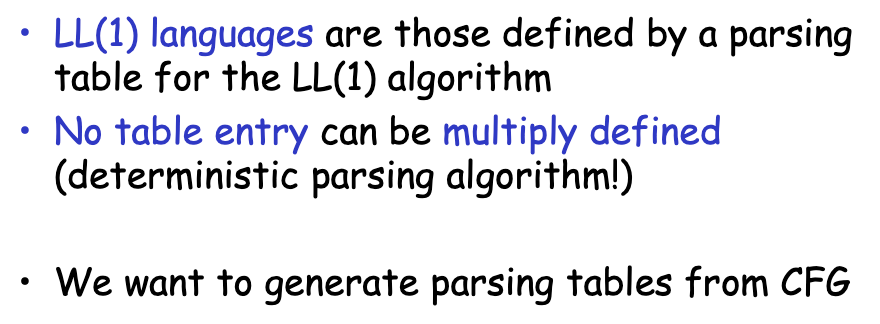 • LL(1) languages are those defined by a parsing
table for the LL(1) algorithm
• No table entry can be multiply defined
(deterministic parsing algorithm!)
• We want to generate parsing tables from CFG